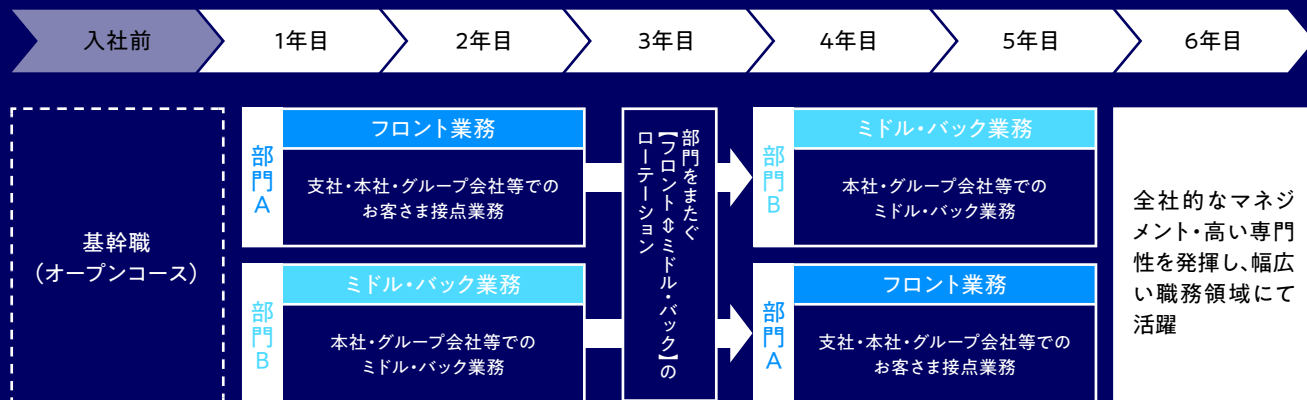 入社前
1年目
2年目
3年目
4年目
5年目
6年目
基幹職
（オープンコース）
部門A
フロント業務
支社・本社・グループ会社等での
お客さま接点業務
部門B
ミドル・バック業務
本社・グループ会社等での
ミドル・バック業務
部門をまたぐ
【フロント⇔ミドル・バック】の
ローテーション
部門B
ミドル・バック業務
本社・グループ会社等での
ミドル・バック業務
部門A
フロント業務
支社・本社・グループ会社等での
お客さま接点業務
全社的なマネジ
メント・高い専門
性を発揮し、幅広
い職務領域にて
活躍